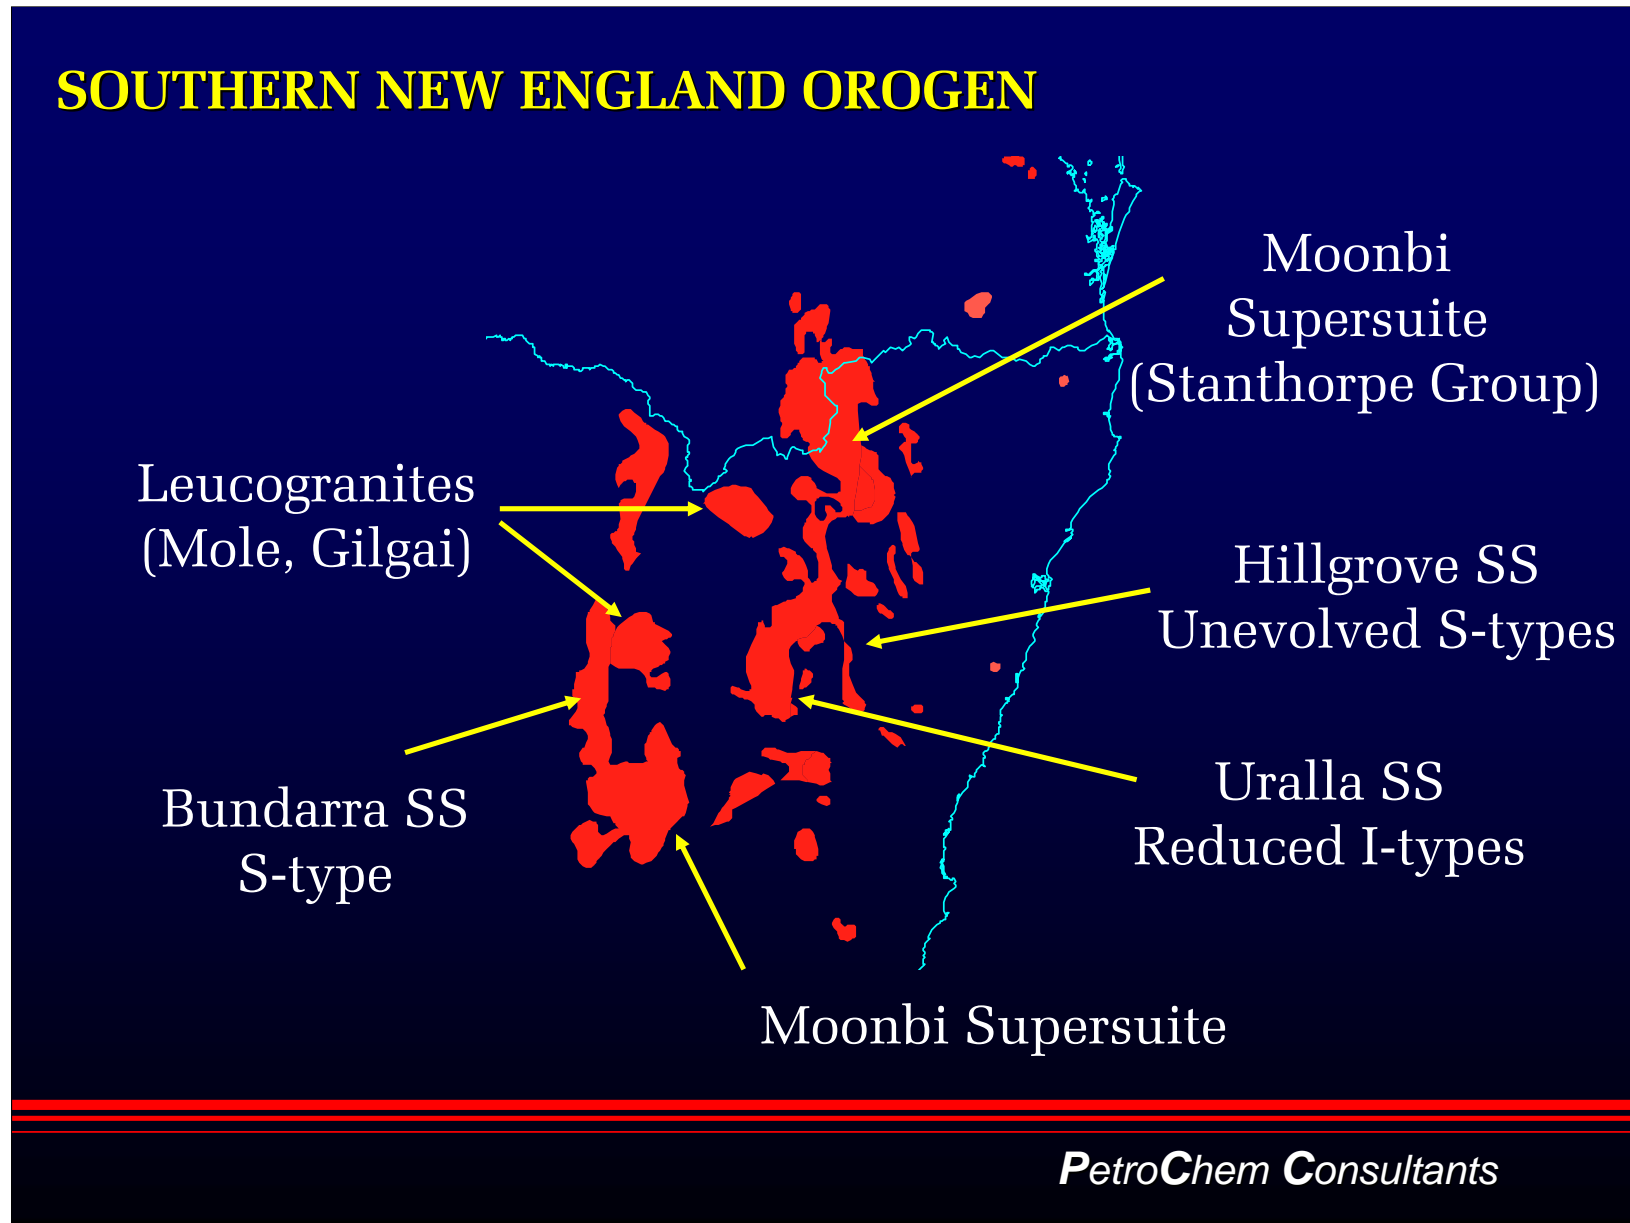 SOUTHERN NEW ENGLAND OROGEN
Moonbi
Supersuite
(Stanthorpe Group)
Leucogranites
(Mole, Gilgai)
Hillgrove SS
Unevolved S-types
Bundarra SS
S-type
Uralla SS
Reduced I-types
Moonbi Supersuite
PetroChem Consultants